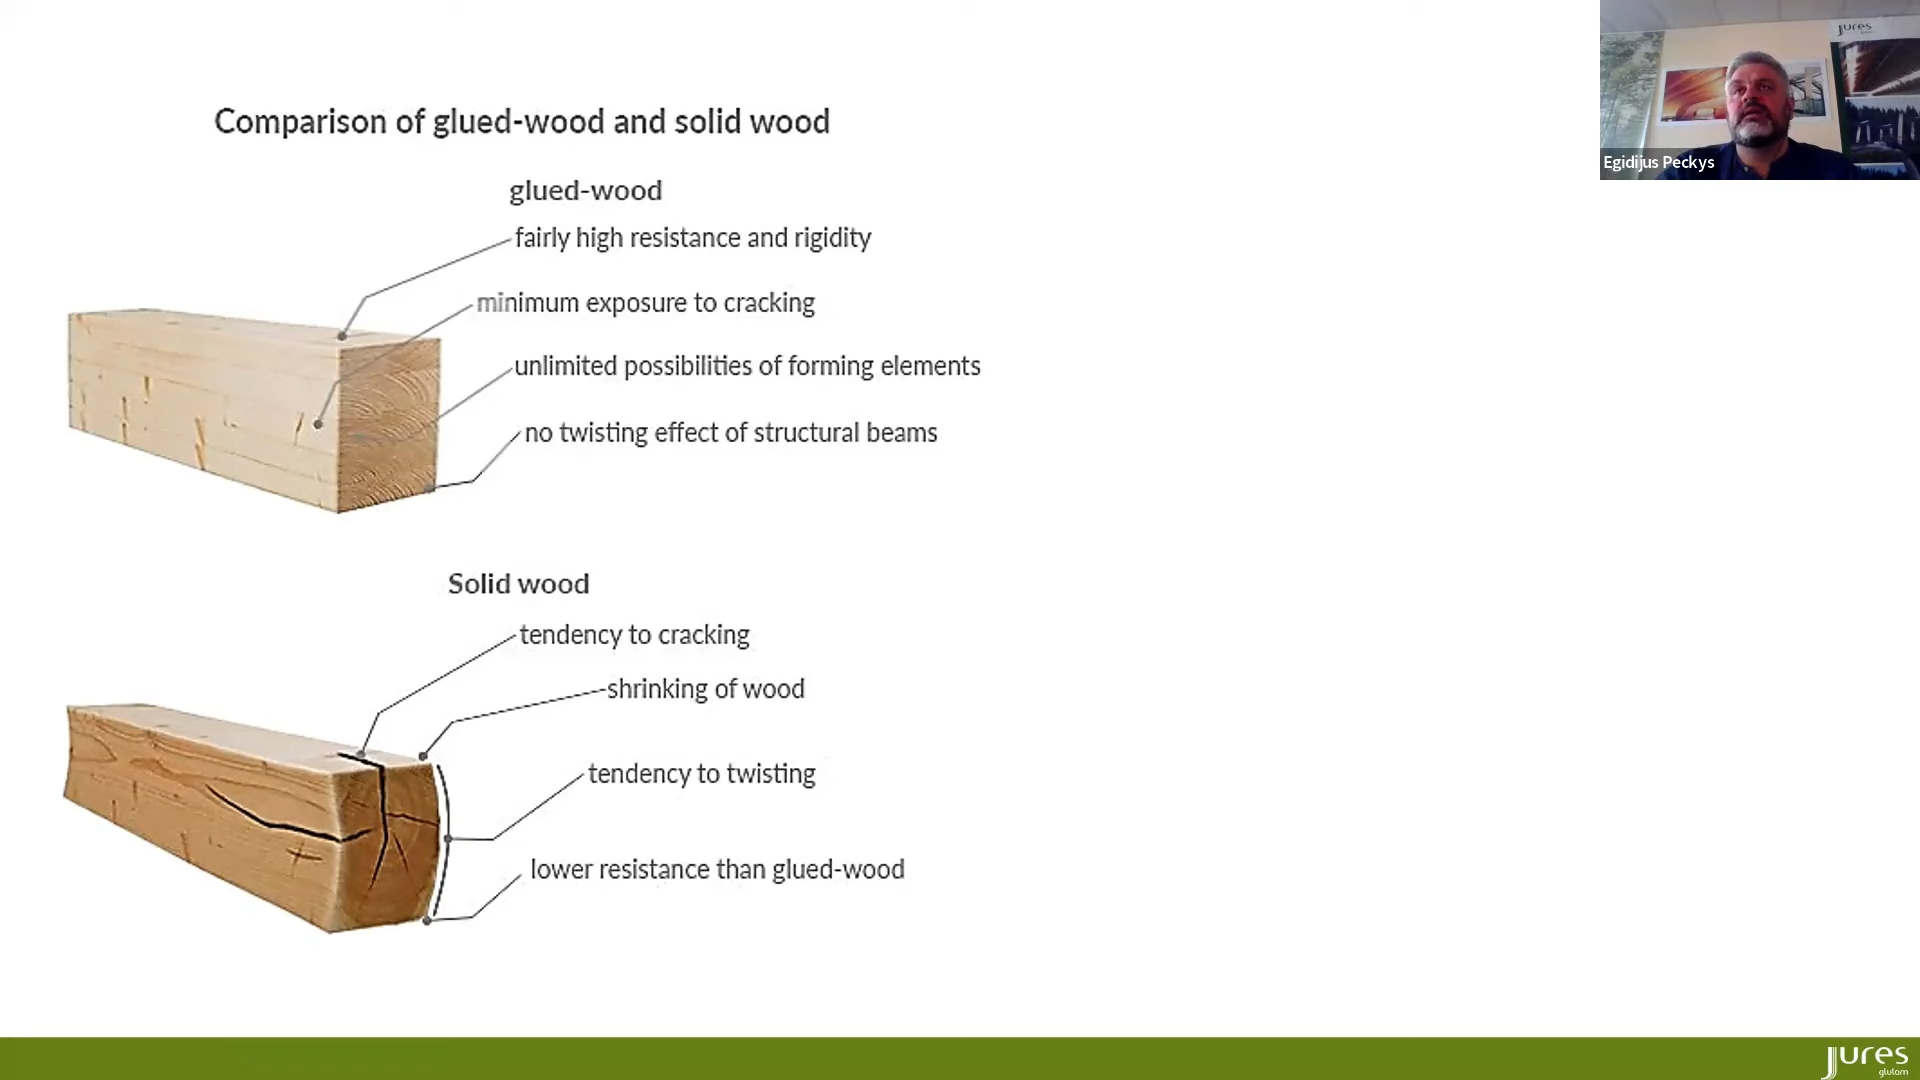 Comparison of glued-wood and solid wood
glued-wood
fairly high resistance and rigidity
minimum exposure to cracking
unlimited possibilities of forming elements
no twisting effect of structural beams
Solid wood
tendency to cracking
shrinking of wood
tendency to twisting
lower resistance than glued-wood
Jures
Egidijus Peckys
Jures
glulam